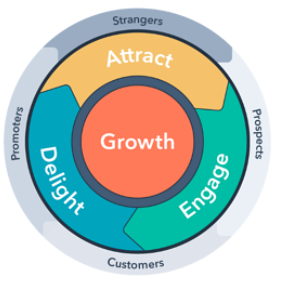 Strangers
Attract
Prospects
Engage
Customers
Delight
Promoters
Growth